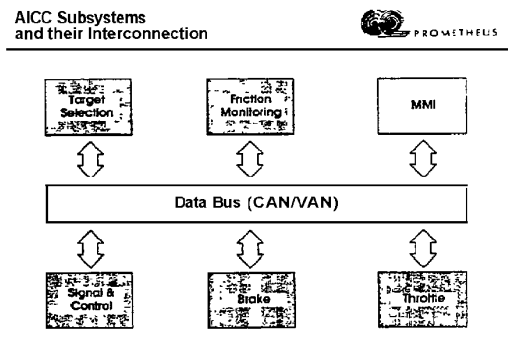 AICC Subsystems
and their Interconnection
PROMETHEUS
Target
Selection
Friction
Monitoring
MMI
Data Bus (CAN/VAN)
Signal &
Control
Brake
Throttle